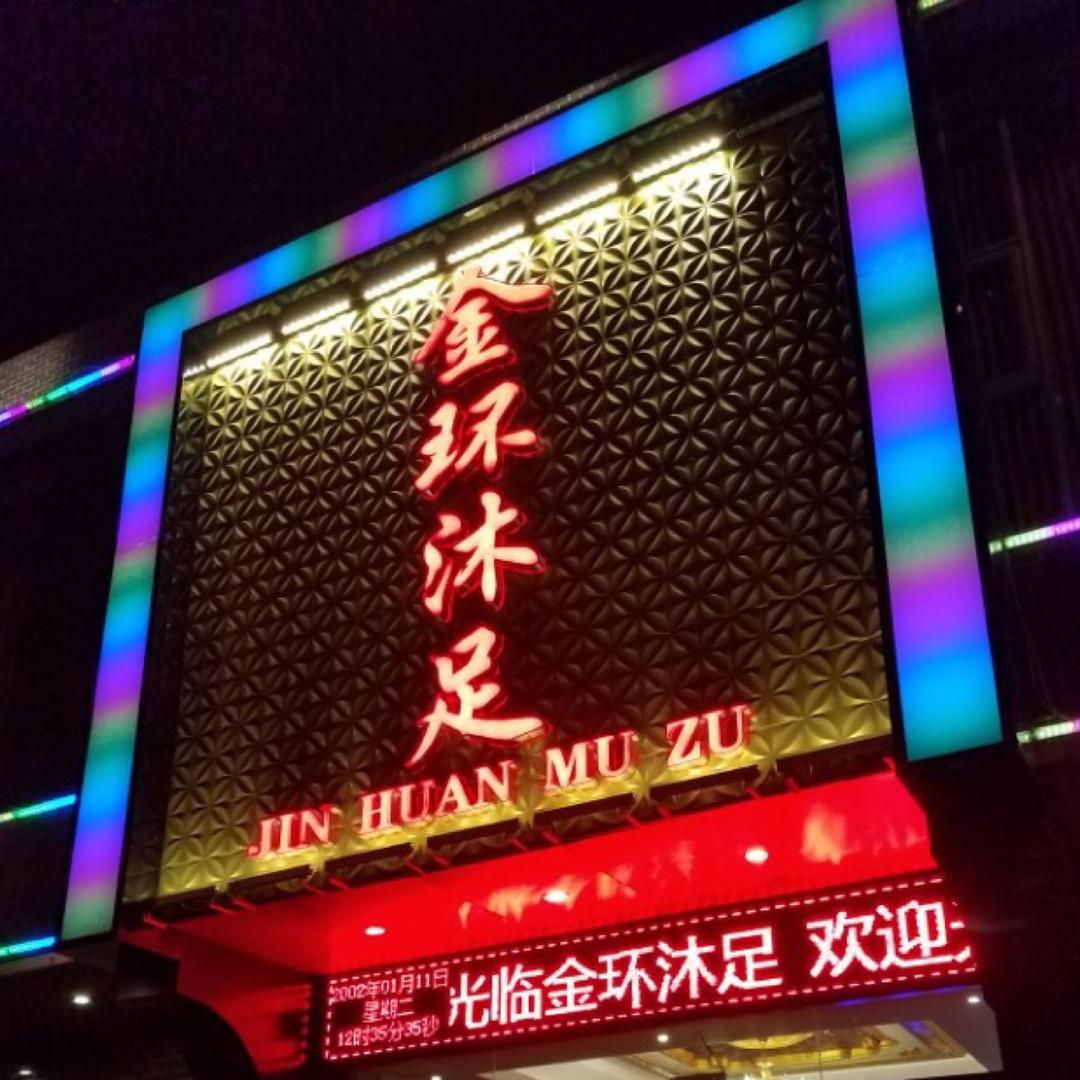 金环沐足
JIN HUAN MU ZU
2002年01月11日
星期二
12时35分35秒
光临金环沐足 欢迎